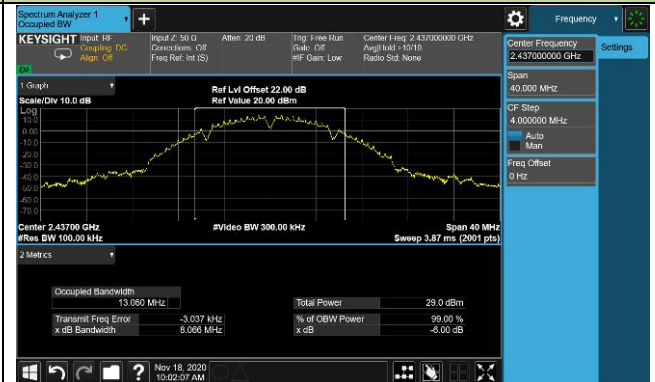 Spectrum Analyzer 1
Occupied BW
Frequency
KEYSIGHT
Input: RF
Coupling: DC
Align: Off
Input Z: 50 Ω
Corrections: Off
Freq Ref: Int (S)
Atten: 20 dB
Trig: Free Run
Gate: Off
#IF Gain: Low
Center Freq: 2.437000000 GHz
Avg|Hold: >10/10
Radio Std: None
Center Frequency
2.437000000 GHz
Settings
Span
40.000 MHz
CF Step
4.000000 MHz
Auto
Man
Freq Offset
0 Hz
1 Graph
Scale/Div 10.0 dB
Ref Lvl Offset 22.00 dB
Ref Value 20.00 dBm
Log
10.0
0.00
-10.0
-20.0
-30.0
-40.0
-50.0
-60.0
-70.0
Center 2.43700 GHz
#Res BW 100.00 kHz
#Video BW 300.00 kHz
Span 40 MHz
Sweep 3.87 ms (2001 pts)
2 Metrics
Occupied Bandwidth
13.060 MHz
Total Power 29.0 dBm
Transmit Freq Error -3.037 kHz
% of OBW Power 99.00 %
x dB Bandwidth 8.066 MHz
x dB -6.00 dB
?
Nov 18, 2020
10:02:07 AM